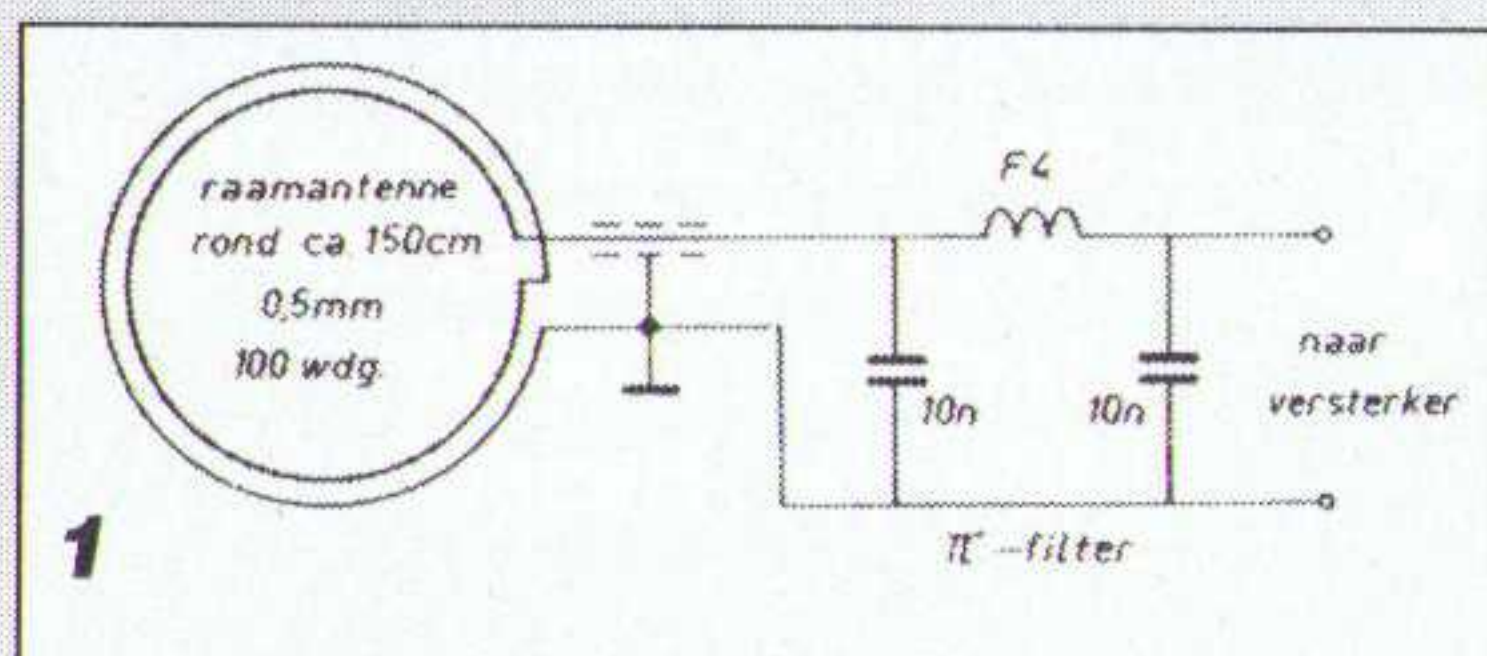 raamantenne
rond ca 150cm
0,5mm
100 wdg.
F4
10n
10n
naar
versterker
π-filter
1